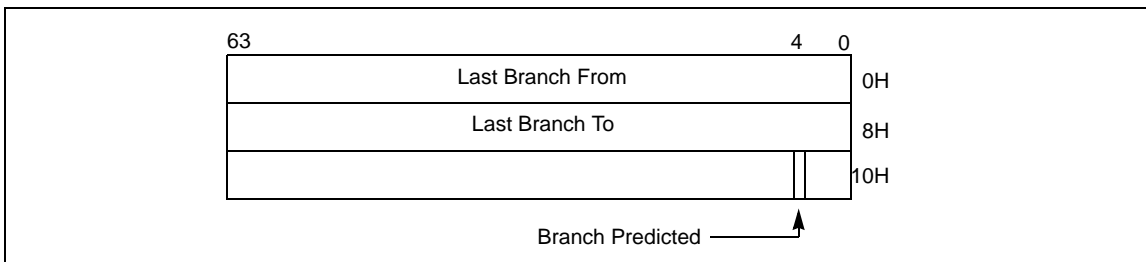 63 4 0
Last Branch From 0H
Last Branch To 8H
10H
Branch Predicted